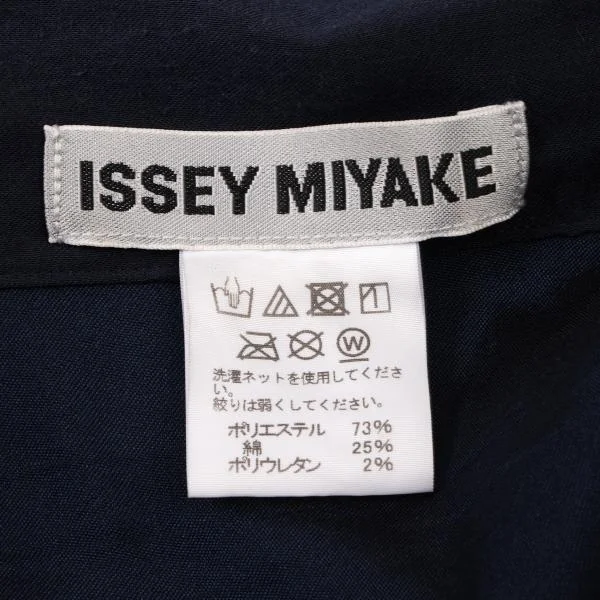 ISSEY MIYAKE
W
洗濯ネットを使用してくださ
い。
絞りは弱くしてください。
ポリエステル 73%
綿 25%
ポリウレタン 2%